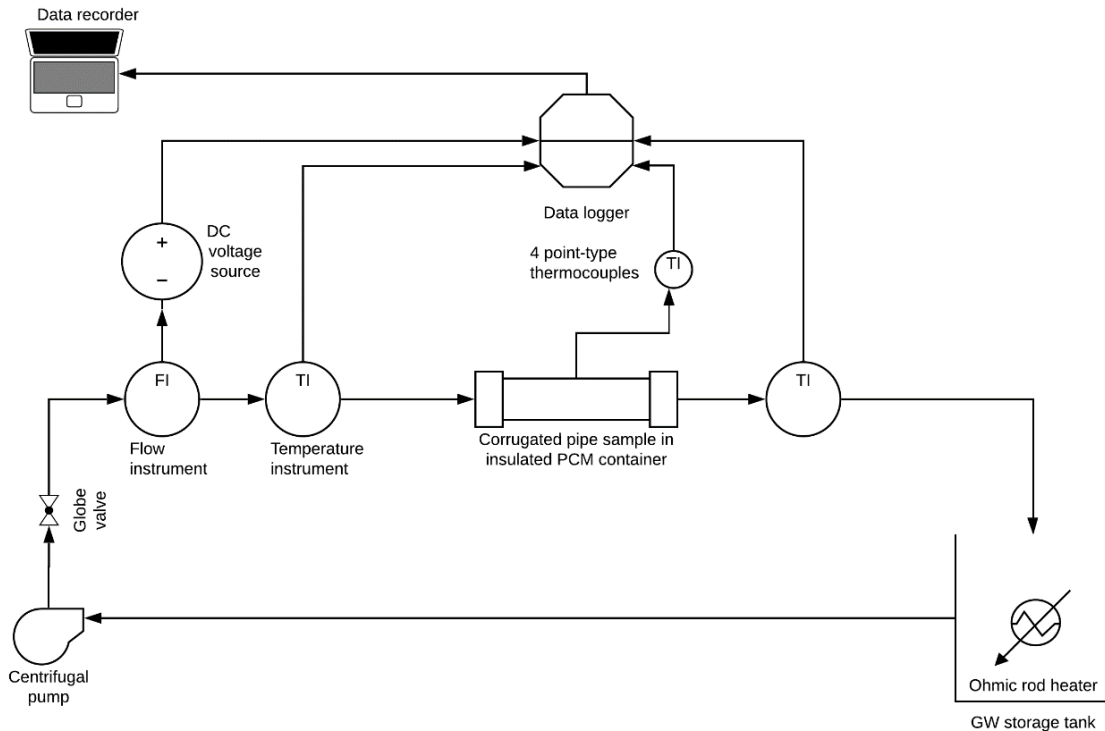 Data recorder
Data logger
DC
voltage
source
+
−
4 point-type
thermocouples
TI
FI
TI
TI
Flow
instrument
Temperature
instrument
Corrugated pipe sample in
insulated PCM container
Globe
valve
Centrifugal
pump
Ohmic rod heater
GW storage tank